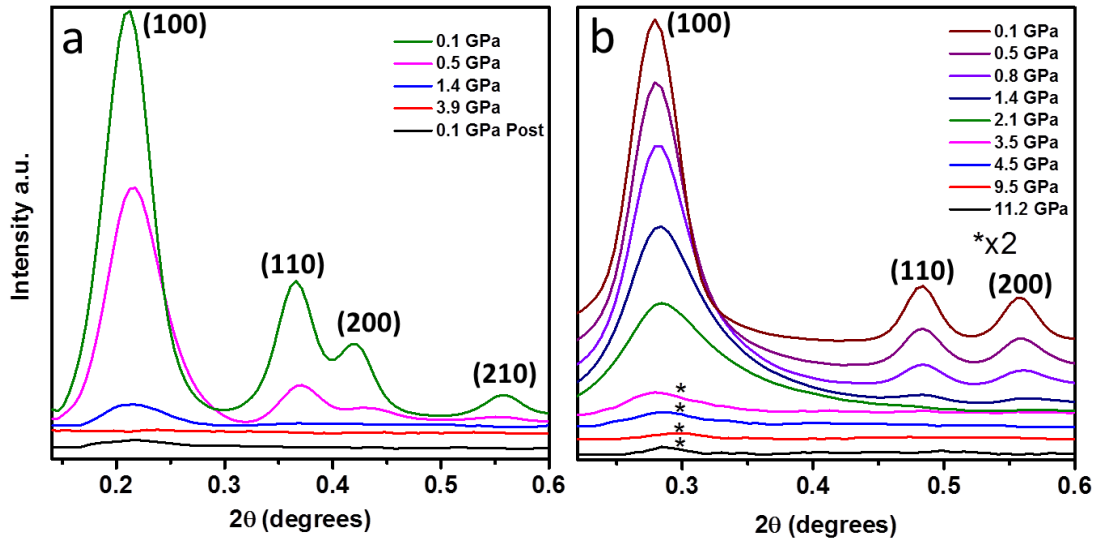 a
(100)
0.1 GPa
0.5 GPa
1.4 GPa
3.9 GPa
0.1 GPa Post
(110)
(200)
(210)
Intensity a.u.
0.2
0.3
0.4
0.5
0.6
2θ (degrees)
b
(100)
0.1 GPa
0.5 GPa
0.8 GPa
1.4 GPa
2.1 GPa
3.5 GPa
4.5 GPa
9.5 GPa
11.2 GPa
*x2
(110)
(200)
*
*
*
*
0.3
0.4
0.5
0.6
2θ (degrees)